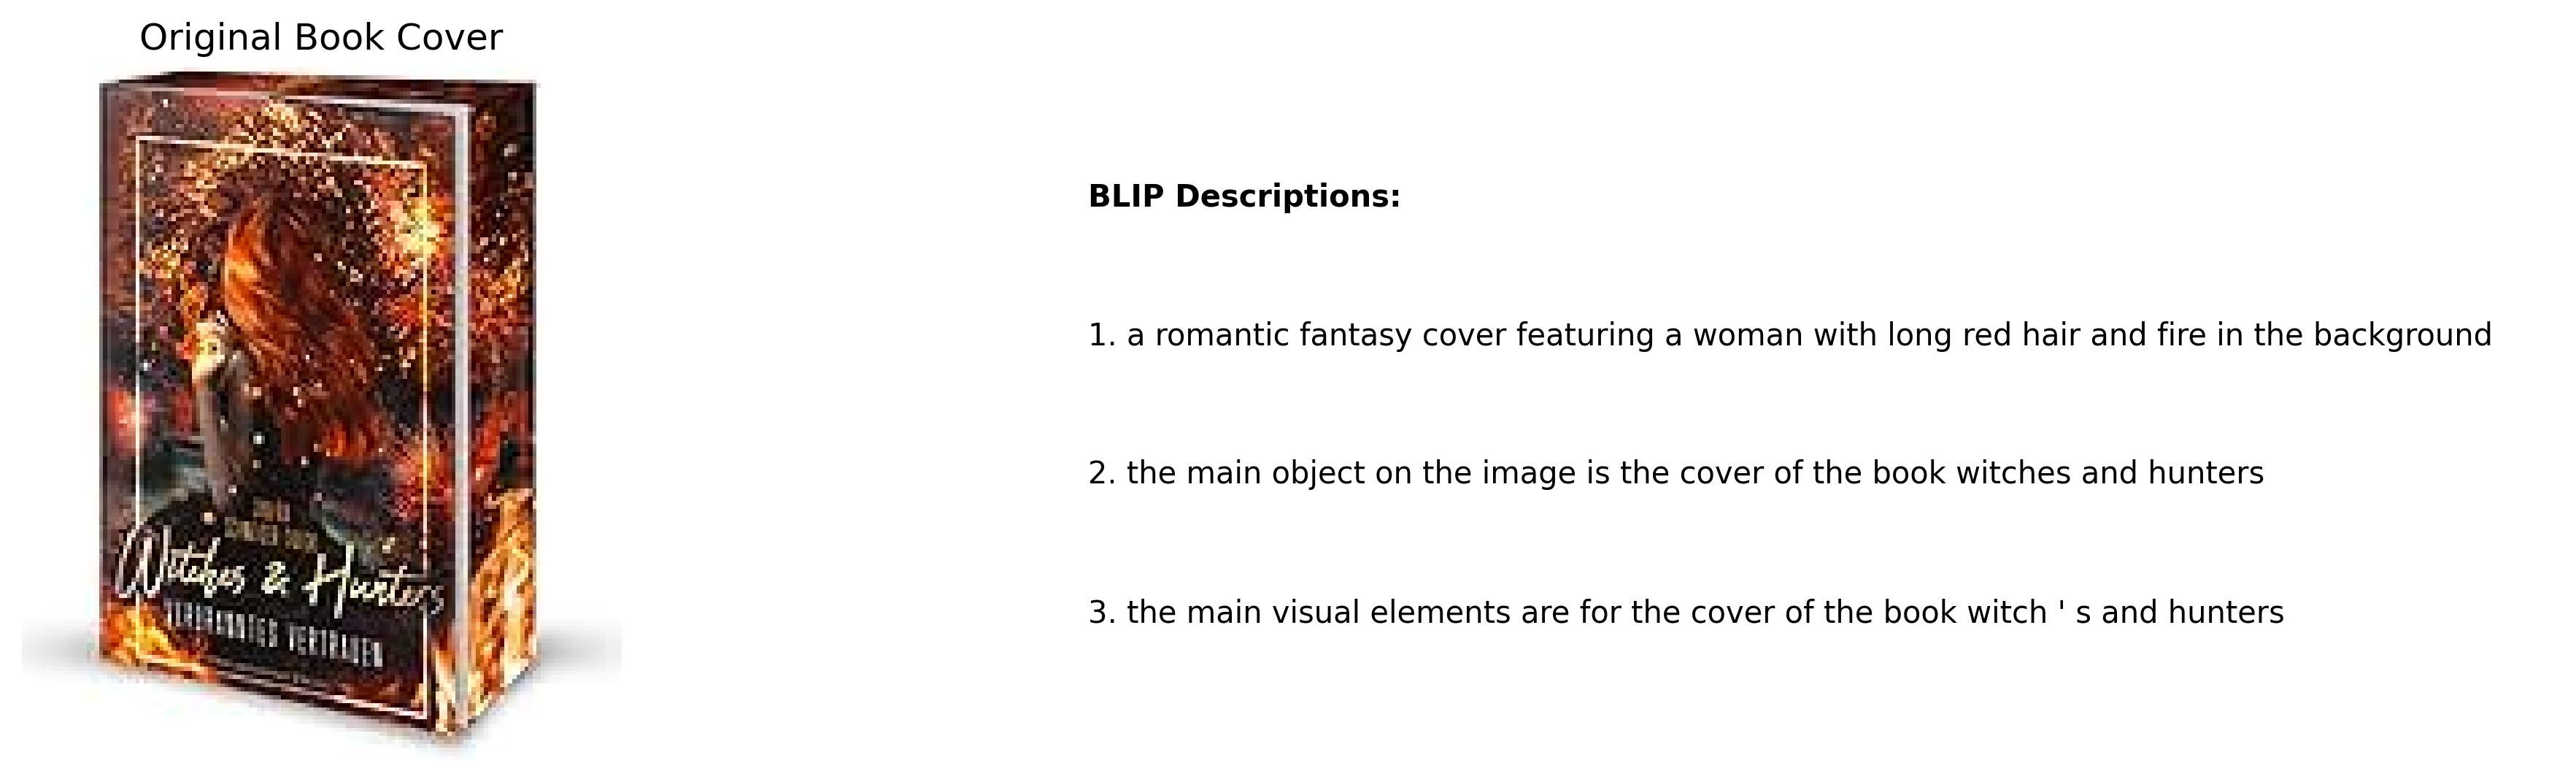 Original Book Cover
Witches & Hunters
VERBRANNTES VERTRAUEN
BLIP Descriptions:
1. a romantic fantasy cover featuring a woman with long red hair and fire in the background
2. the main object on the image is the cover of the book witches and hunters
3. the main visual elements are for the cover of the book witch ' s and hunters